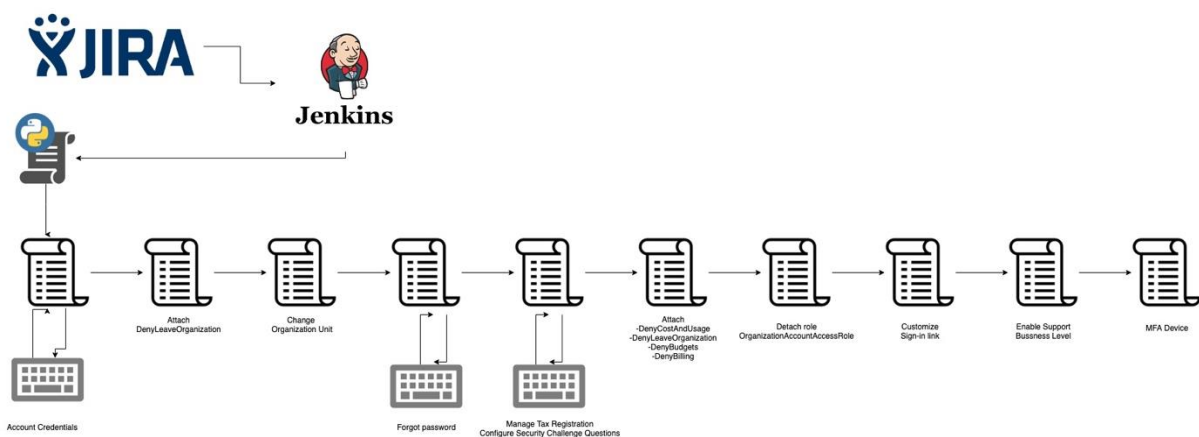 JIRA
Jenkins
Attach
DenyLeaveOrganization
Change
Organization Unit
Attach
-DenyCostAndUsage
-DenyLeaveOrganization
-DenyBudgets
-DenyBilling
Detach role
OrganizationAccountAccessRole
Customize
Sign-in link
Enable Support
Bussness Level
MFA Device
Account Credentials
Forgot password
Manage Tax Registration
Configure Security Challenge Questions